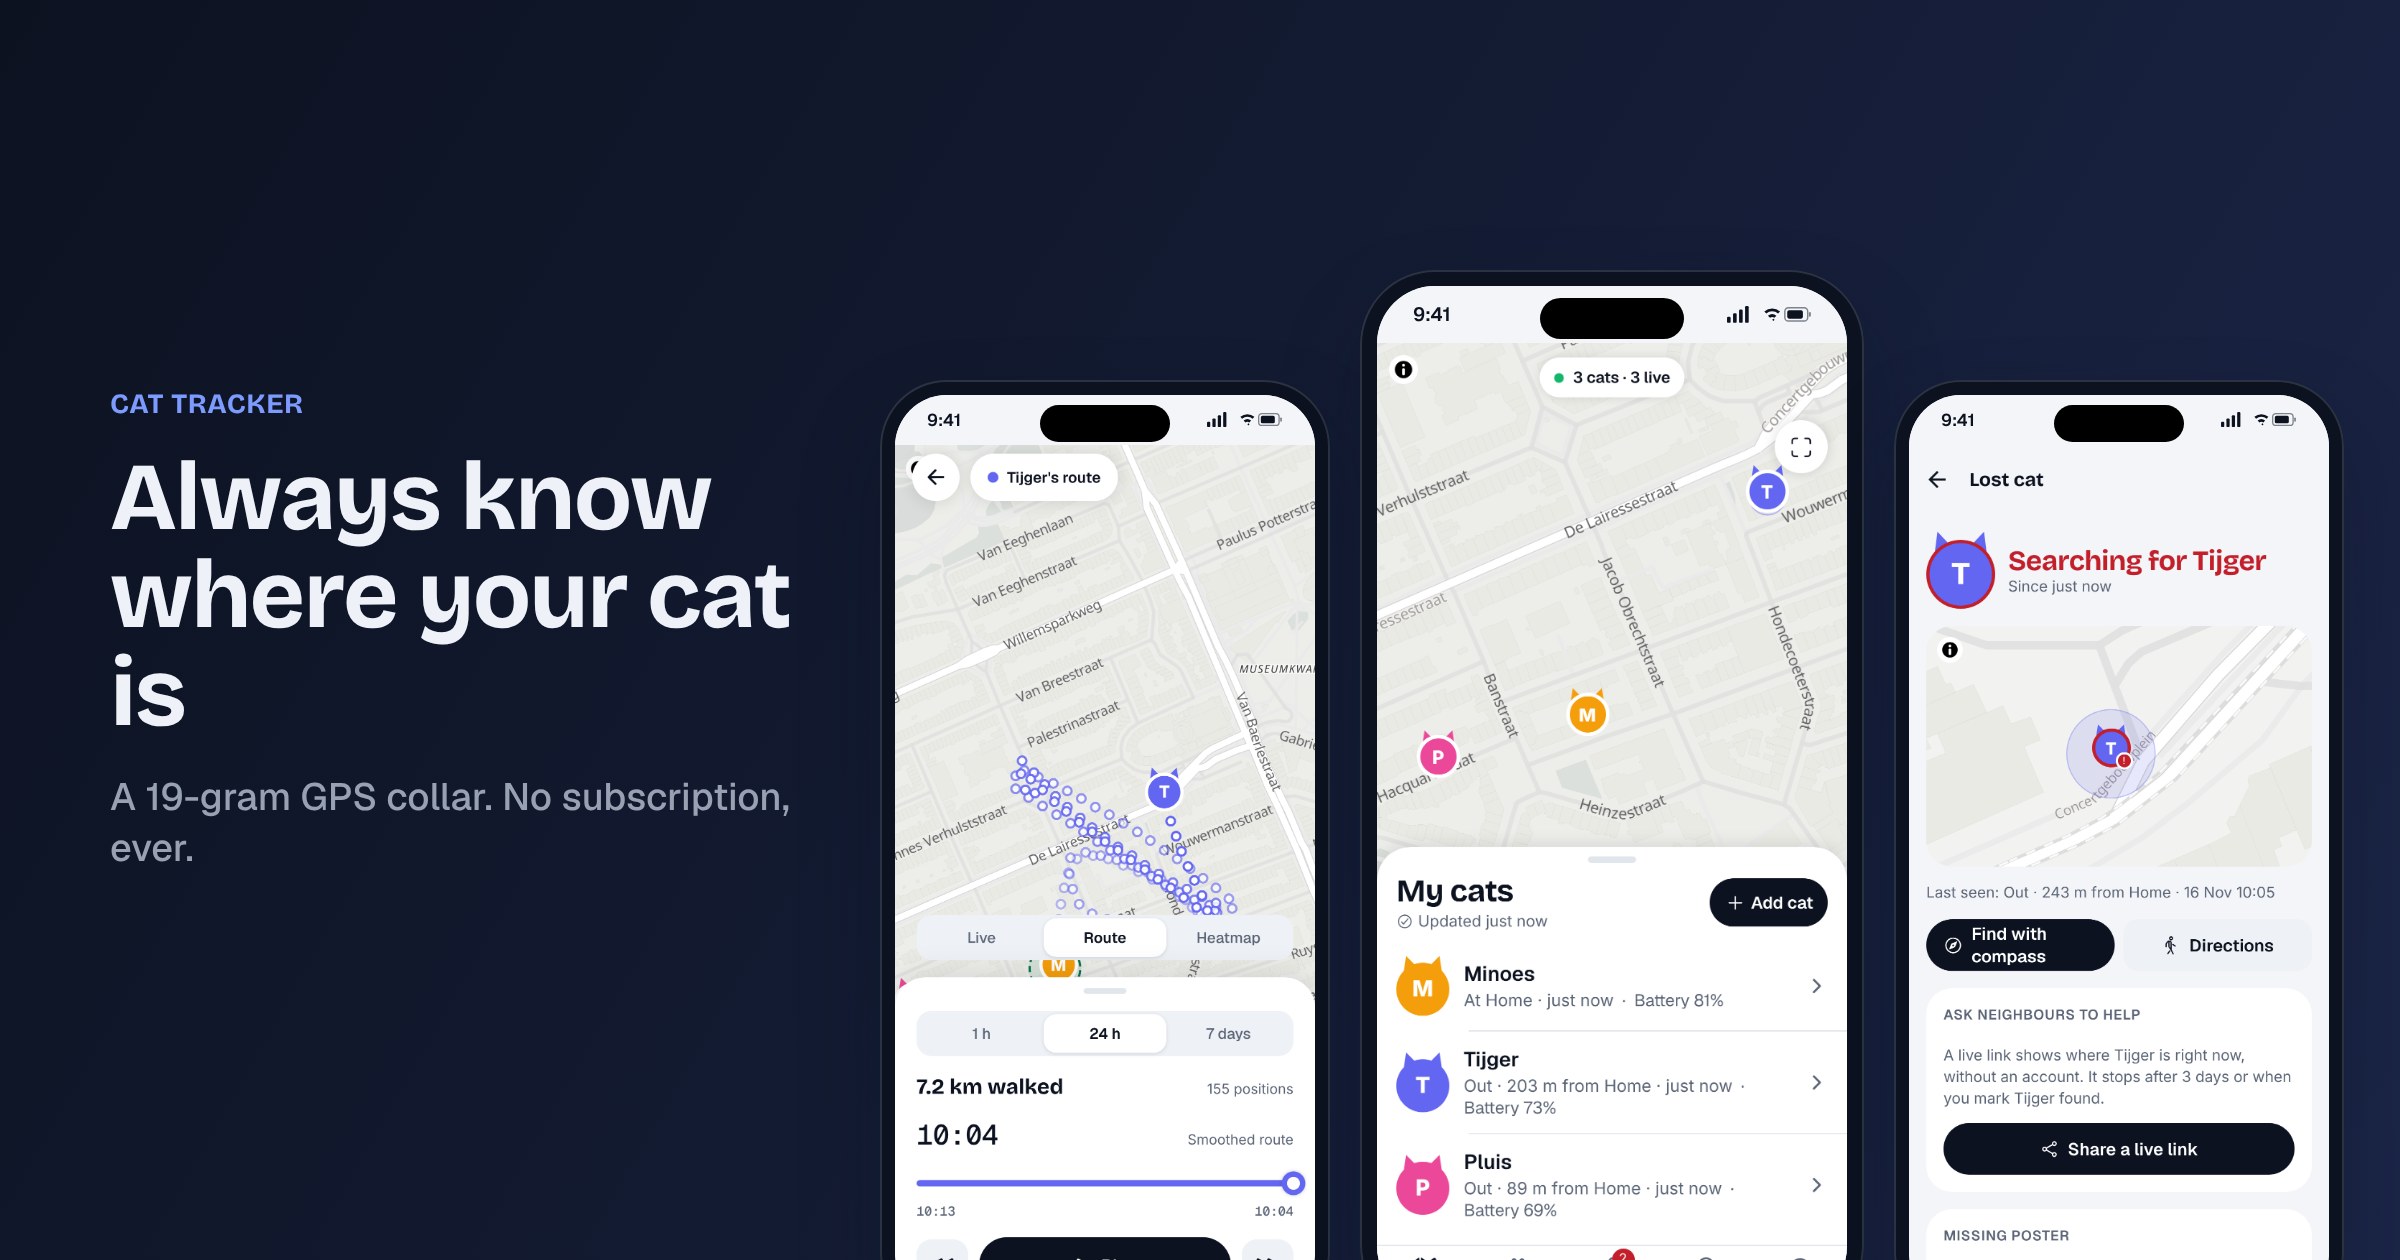 CAT TRACKER
Always know
where your cat
is
A 19-gram GPS collar. No subscription,
ever.
9:41
Tijger's route
Van Eeghenlaan
Paulus Potterstra
Van Eeghenstraat
Willemsparkweg
MUSEUMKWAR
Van Breestraat
Van Baerlestraat
Palestrinastraat
Gabrië
T
nnes Verhulststraat
De Lairessestraat
Wouwermanstraat
Live
Route
Heatmap
M
1 h
24 h
7 days
7.2 km walked
155 positions
10:04
Smoothed route
10:13
10:04
9:41
3 cats · 3 live
Concertgebouw
Verhulststraat
De Lairessestraat
T
Wouwerm
Jacob Obrechtstraat
ressestraat
Hondecoeterstraat
Banstraat
M
P
Heinzestraat
My cats
Updated just now
+ Add cat
M
Minoes
At Home · just now · Battery 81%
T
Tijger
Out · 203 m from Home · just now ·
Battery 73%
P
Pluis
Out · 89 m from Home · just now ·
Battery 69%
2
9:41
Lost cat
T
Searching for Tijger
Since just now
T
Last seen: Out · 243 m from Home · 16 Nov 10:05
Find with
compass
Directions
ASK NEIGHBOURS TO HELP
A live link shows where Tijger is right now,
without an account. It stops after 3 days or when
you mark Tijger found.
Share a live link
MISSING POSTER